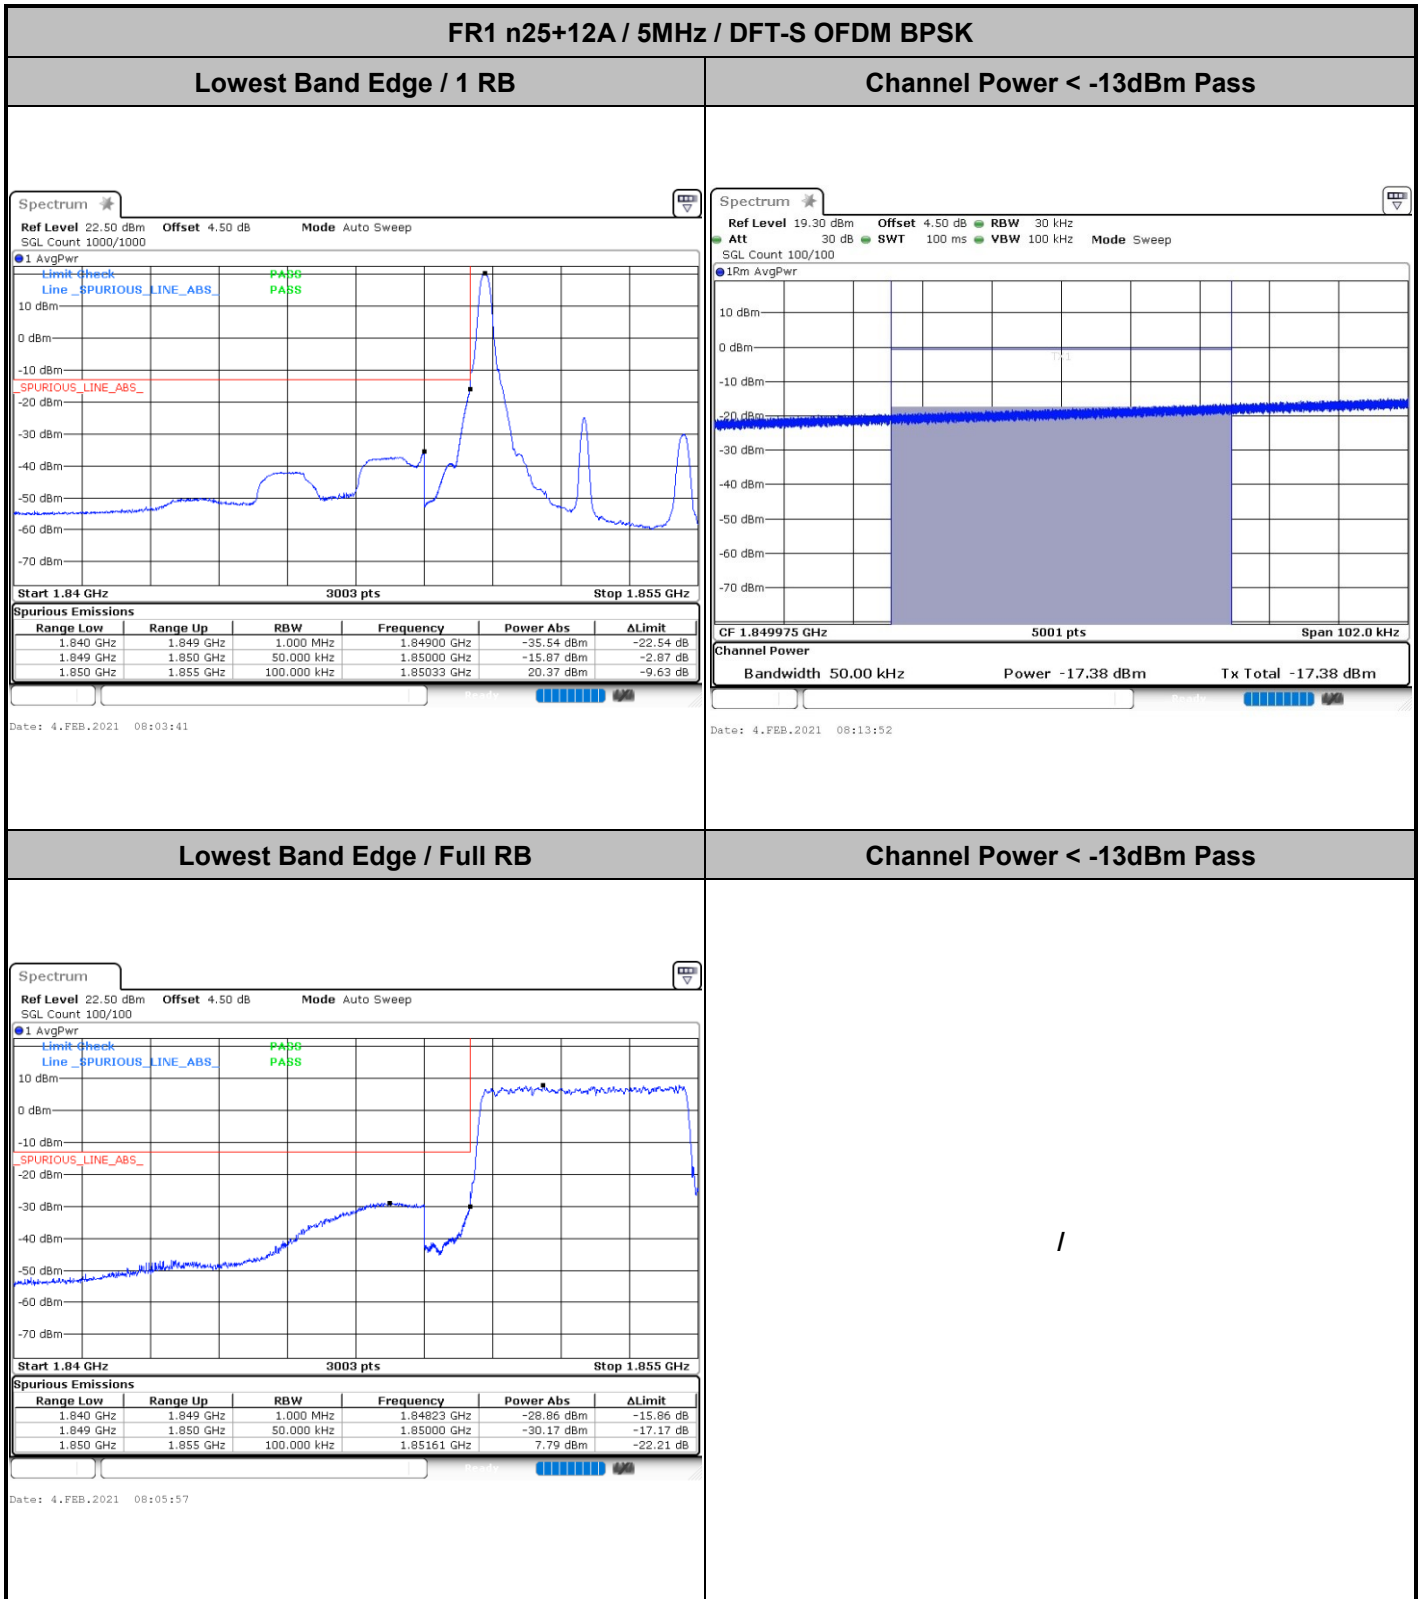 FR1 n25+12A / 5MHz / DFT-S OFDM BPSK
Lowest Band Edge / 1 RB
Channel Power < -13dBm Pass
Spectrum
Ref Level 22.50 dBm Offset 4.50 dB Mode Auto Sweep
SGL Count 1000/1000
1 AvgPwr
Limit Check PASS
Line _SPURIOUS_LINE_ABS_ PASS
10 dBm
0 dBm
-10 dBm
_SPURIOUS_LINE_ABS_
-20 dBm
-30 dBm
-40 dBm
-50 dBm
-60 dBm
-70 dBm
Start 1.84 GHz 3003 pts Stop 1.855 GHz
Spurious Emissions
Range Low Range Up RBW Frequency Power Abs ΔLimit
1.840 GHz 1.849 GHz 1.000 MHz 1.84900 GHz -35.54 dBm -22.54 dB
1.849 GHz 1.850 GHz 50.000 kHz 1.85000 GHz -15.87 dBm -2.87 dB
1.850 GHz 1.855 GHz 100.000 kHz 1.85033 GHz 20.37 dBm -9.63 dB
Ready
Date: 4.FEB.2021 08:03:41
Spectrum
Ref Level 19.30 dBm Offset 4.50 dB RBW 30 kHz
Att 30 dB SWT 100 ms VBW 100 kHz Mode Sweep
SGL Count 100/100
1Rm AvgPwr
10 dBm
0 dBm
TX1
-10 dBm
-20 dBm
-30 dBm
-40 dBm
-50 dBm
-60 dBm
-70 dBm
CF 1.849975 GHz 5001 pts Span 102.0 kHz
Channel Power
Bandwidth 50.00 kHz Power -17.38 dBm Tx Total -17.38 dBm
Ready
Date: 4.FEB.2021 08:13:52
Lowest Band Edge / Full RB
Channel Power < -13dBm Pass
Spectrum
Ref Level 22.50 dBm Offset 4.50 dB Mode Auto Sweep
SGL Count 100/100
1 AvgPwr
Limit Check PASS
Line _SPURIOUS_LINE_ABS_ PASS
10 dBm
0 dBm
-10 dBm
_SPURIOUS_LINE_ABS_
-20 dBm
-30 dBm
-40 dBm
-50 dBm
-60 dBm
-70 dBm
Start 1.84 GHz 3003 pts Stop 1.855 GHz
Spurious Emissions
Range Low Range Up RBW Frequency Power Abs ΔLimit
1.840 GHz 1.849 GHz 1.000 MHz 1.84823 GHz -28.86 dBm -15.86 dB
1.849 GHz 1.850 GHz 50.000 kHz 1.85000 GHz -30.17 dBm -17.17 dB
1.850 GHz 1.855 GHz 100.000 kHz 1.85161 GHz 7.79 dBm -22.21 dB
Ready
Date: 4.FEB.2021 08:05:57
/